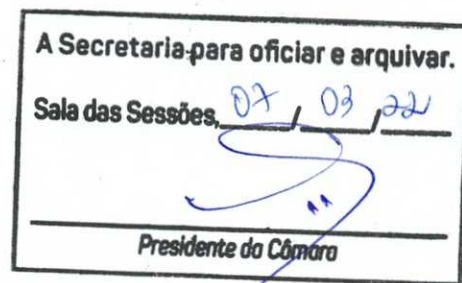 A Secretaria para oficiar e arquivar.
Sala das Sessões, 07 / 03 / 22
Presidente da Câmara